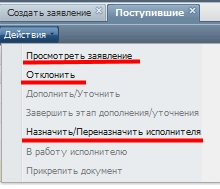 Создать заявление
Поступившие
Действия
Просмотреть заявление
Отклонить
Дополнить/Уточнить
Завершить этап дополнения/уточнения
Назначить/Переназначить исполнителя
В работу исполнителю
Прикрепить документ